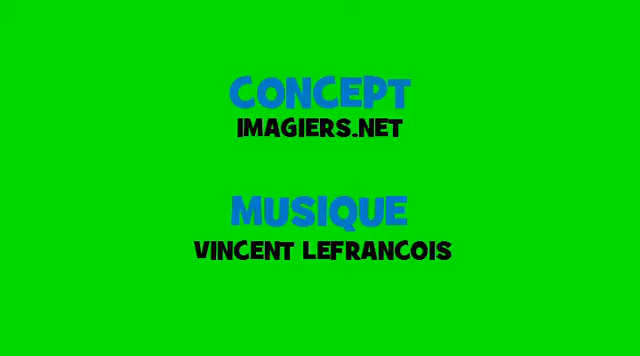 CONCEPT
IMAGIERS.NET
MUSIQUE
VINCENT LEFRANCOIS